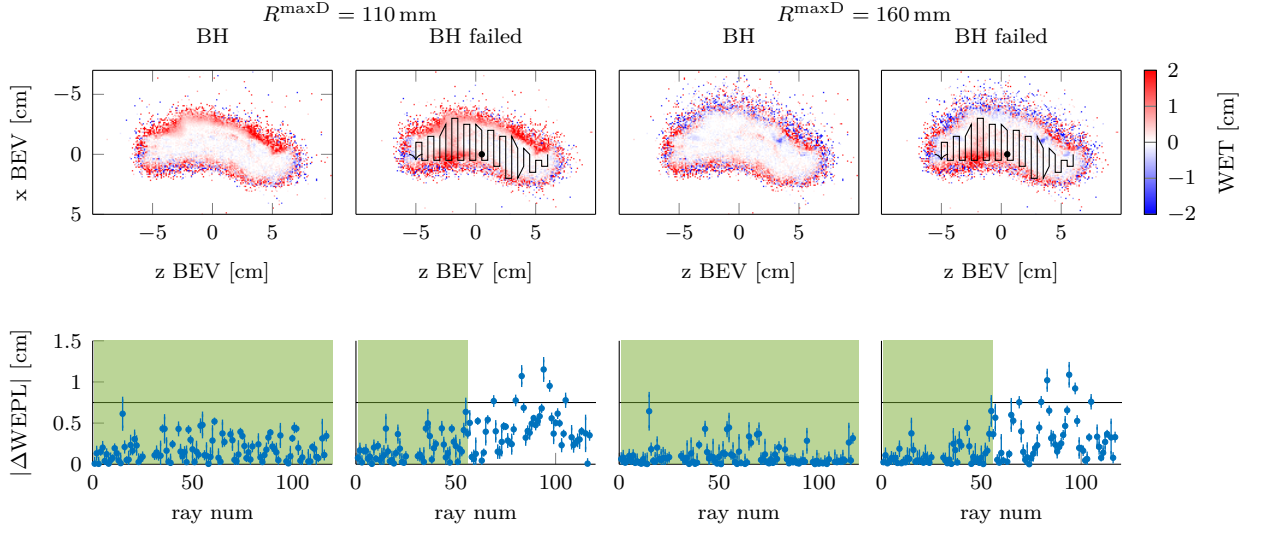 R^maxD = 110 mm R^maxD = 160 mm
BH BH failed BH BH failed
x BEV [cm]
−5
0
5
−5 0 5 −5 0 5 −5 0 5 −5 0 5
z BEV [cm] z BEV [cm] z BEV [cm] z BEV [cm]
2
1
0
−1
−2
WET [cm]
|ΔWEPL| [cm]
1.5
1
0.5
0
0 50 100 0 50 100 0 50 100 0 50 100
ray num ray num ray num ray num